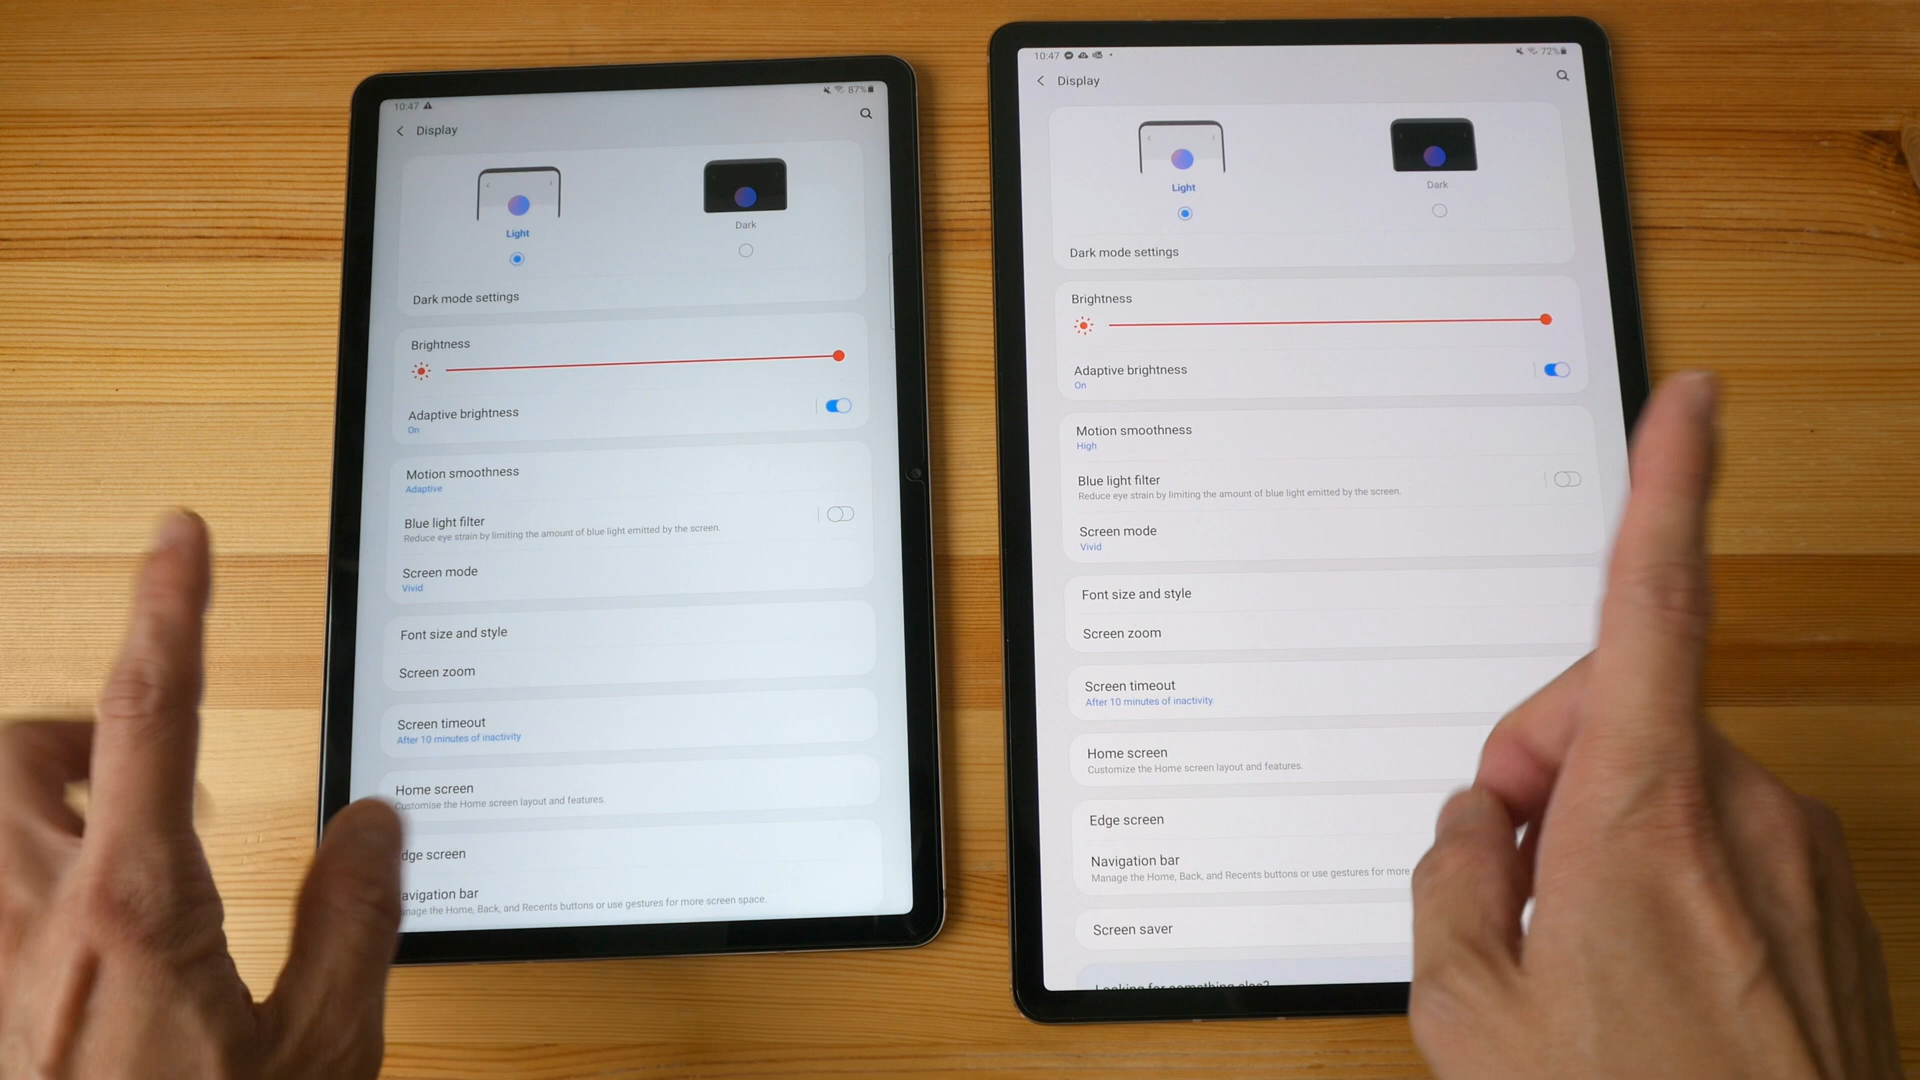 10:47
87%
Display
Light
Dark
Dark mode settings
Brightness
Adaptive brightness
On
Motion smoothness
Adaptive
Blue light filter
Reduce eye strain by limiting the amount of blue light emitted by the screen.
Screen mode
Vivid
Font size and style
Screen zoom
Screen timeout
After 10 minutes of inactivity
Home screen
Customise the Home screen layout and features.
dge screen
avigation bar
nage the Home, Back, and Recents buttons or use gestures for more screen space.
10:47
72%
Display
Light
Dark
Dark mode settings
Brightness
Adaptive brightness
On
Motion smoothness
High
Blue light filter
Reduce eye strain by limiting the amount of blue light emitted by the screen.
Screen mode
Vivid
Font size and style
Screen zoom
Screen timeout
After 10 minutes of inactivity
Home screen
Customize the Home screen layout and features.
Edge screen
Navigation bar
Manage the Home, Back, and Recents buttons or use gestures for more
Screen saver
Looking for something else?